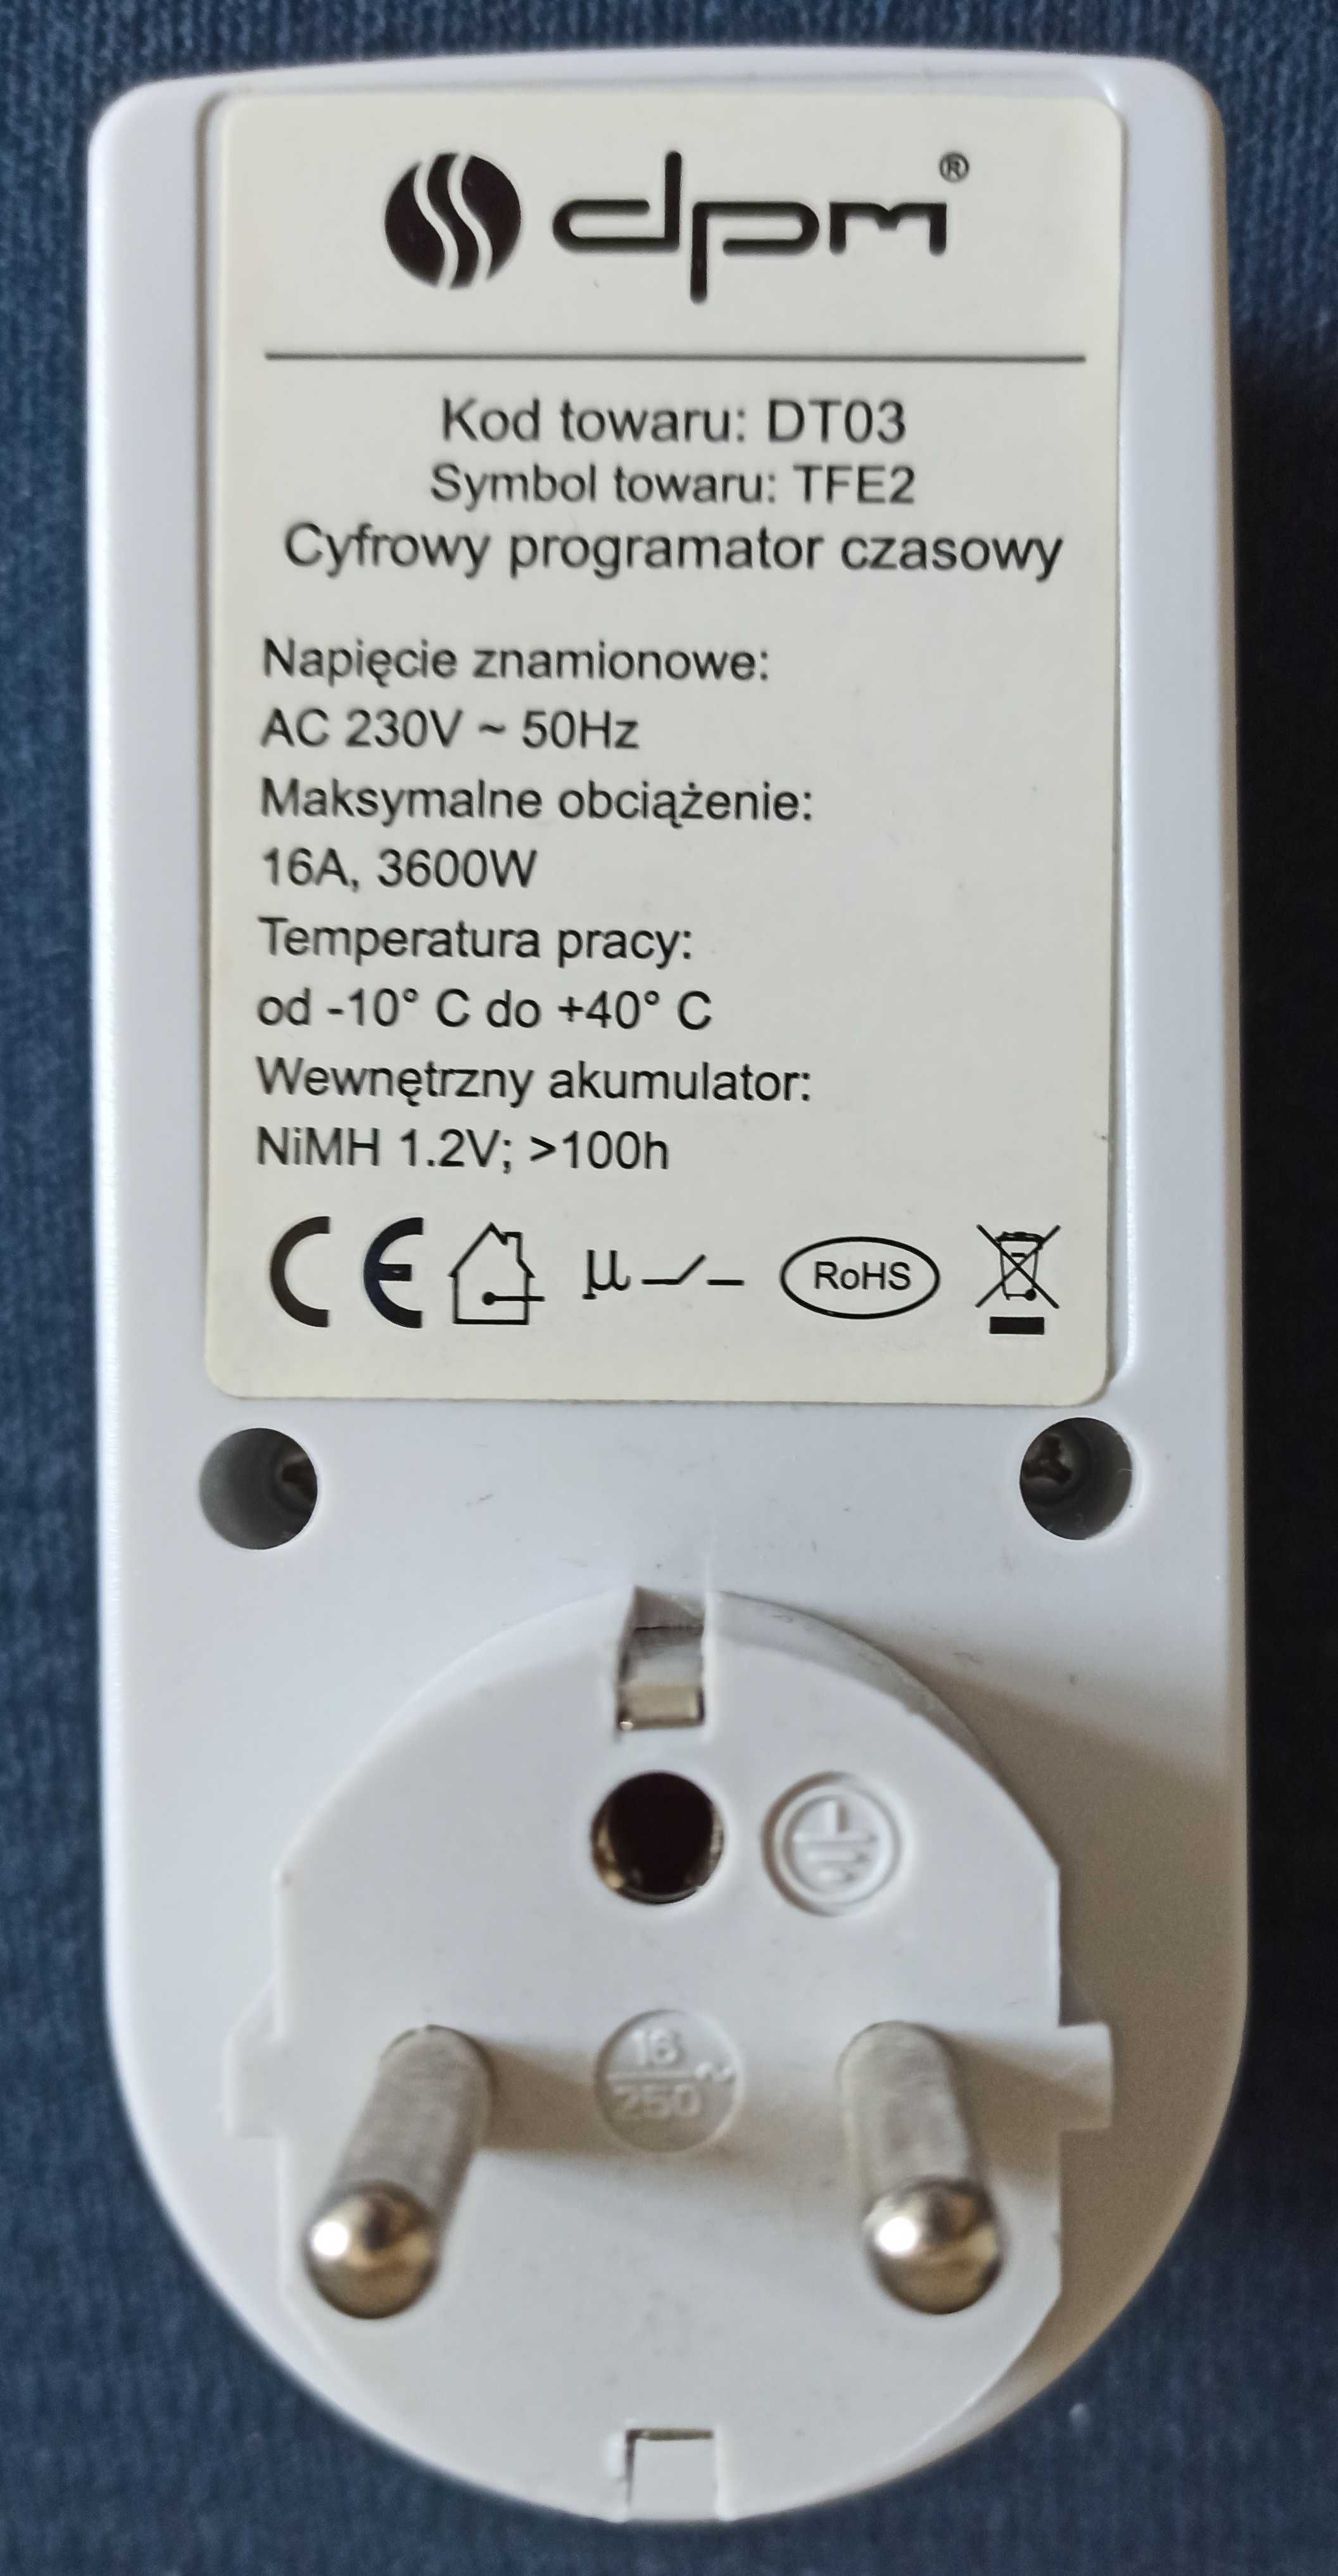 dpm®
Kod towaru: DT03
Symbol towaru: TFE2
Cyfrowy programator czasowy
Napięcie znamionowe:
AC 230V ~ 50Hz
Maksymalne obciążenie:
16A, 3600W
Temperatura pracy:
od -10° C do +40° C
Wewnętrzny akumulator:
NiMH 1.2V; >100h
CE µ RoHS
16
250 ~